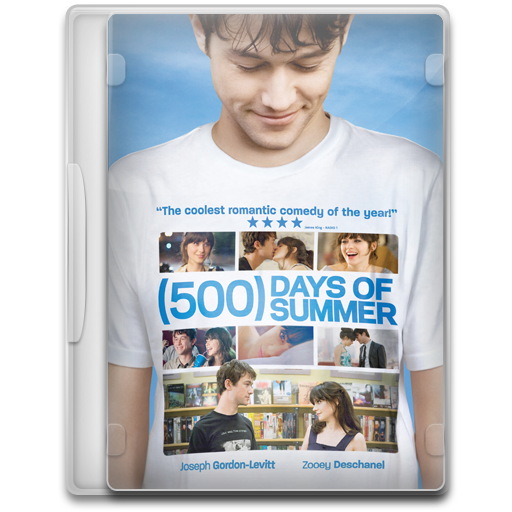 “The coolest romantic comedy of the year!”
(500) DAYS OF
SUMMER
Joseph Gordon-Levitt Zooey Deschanel